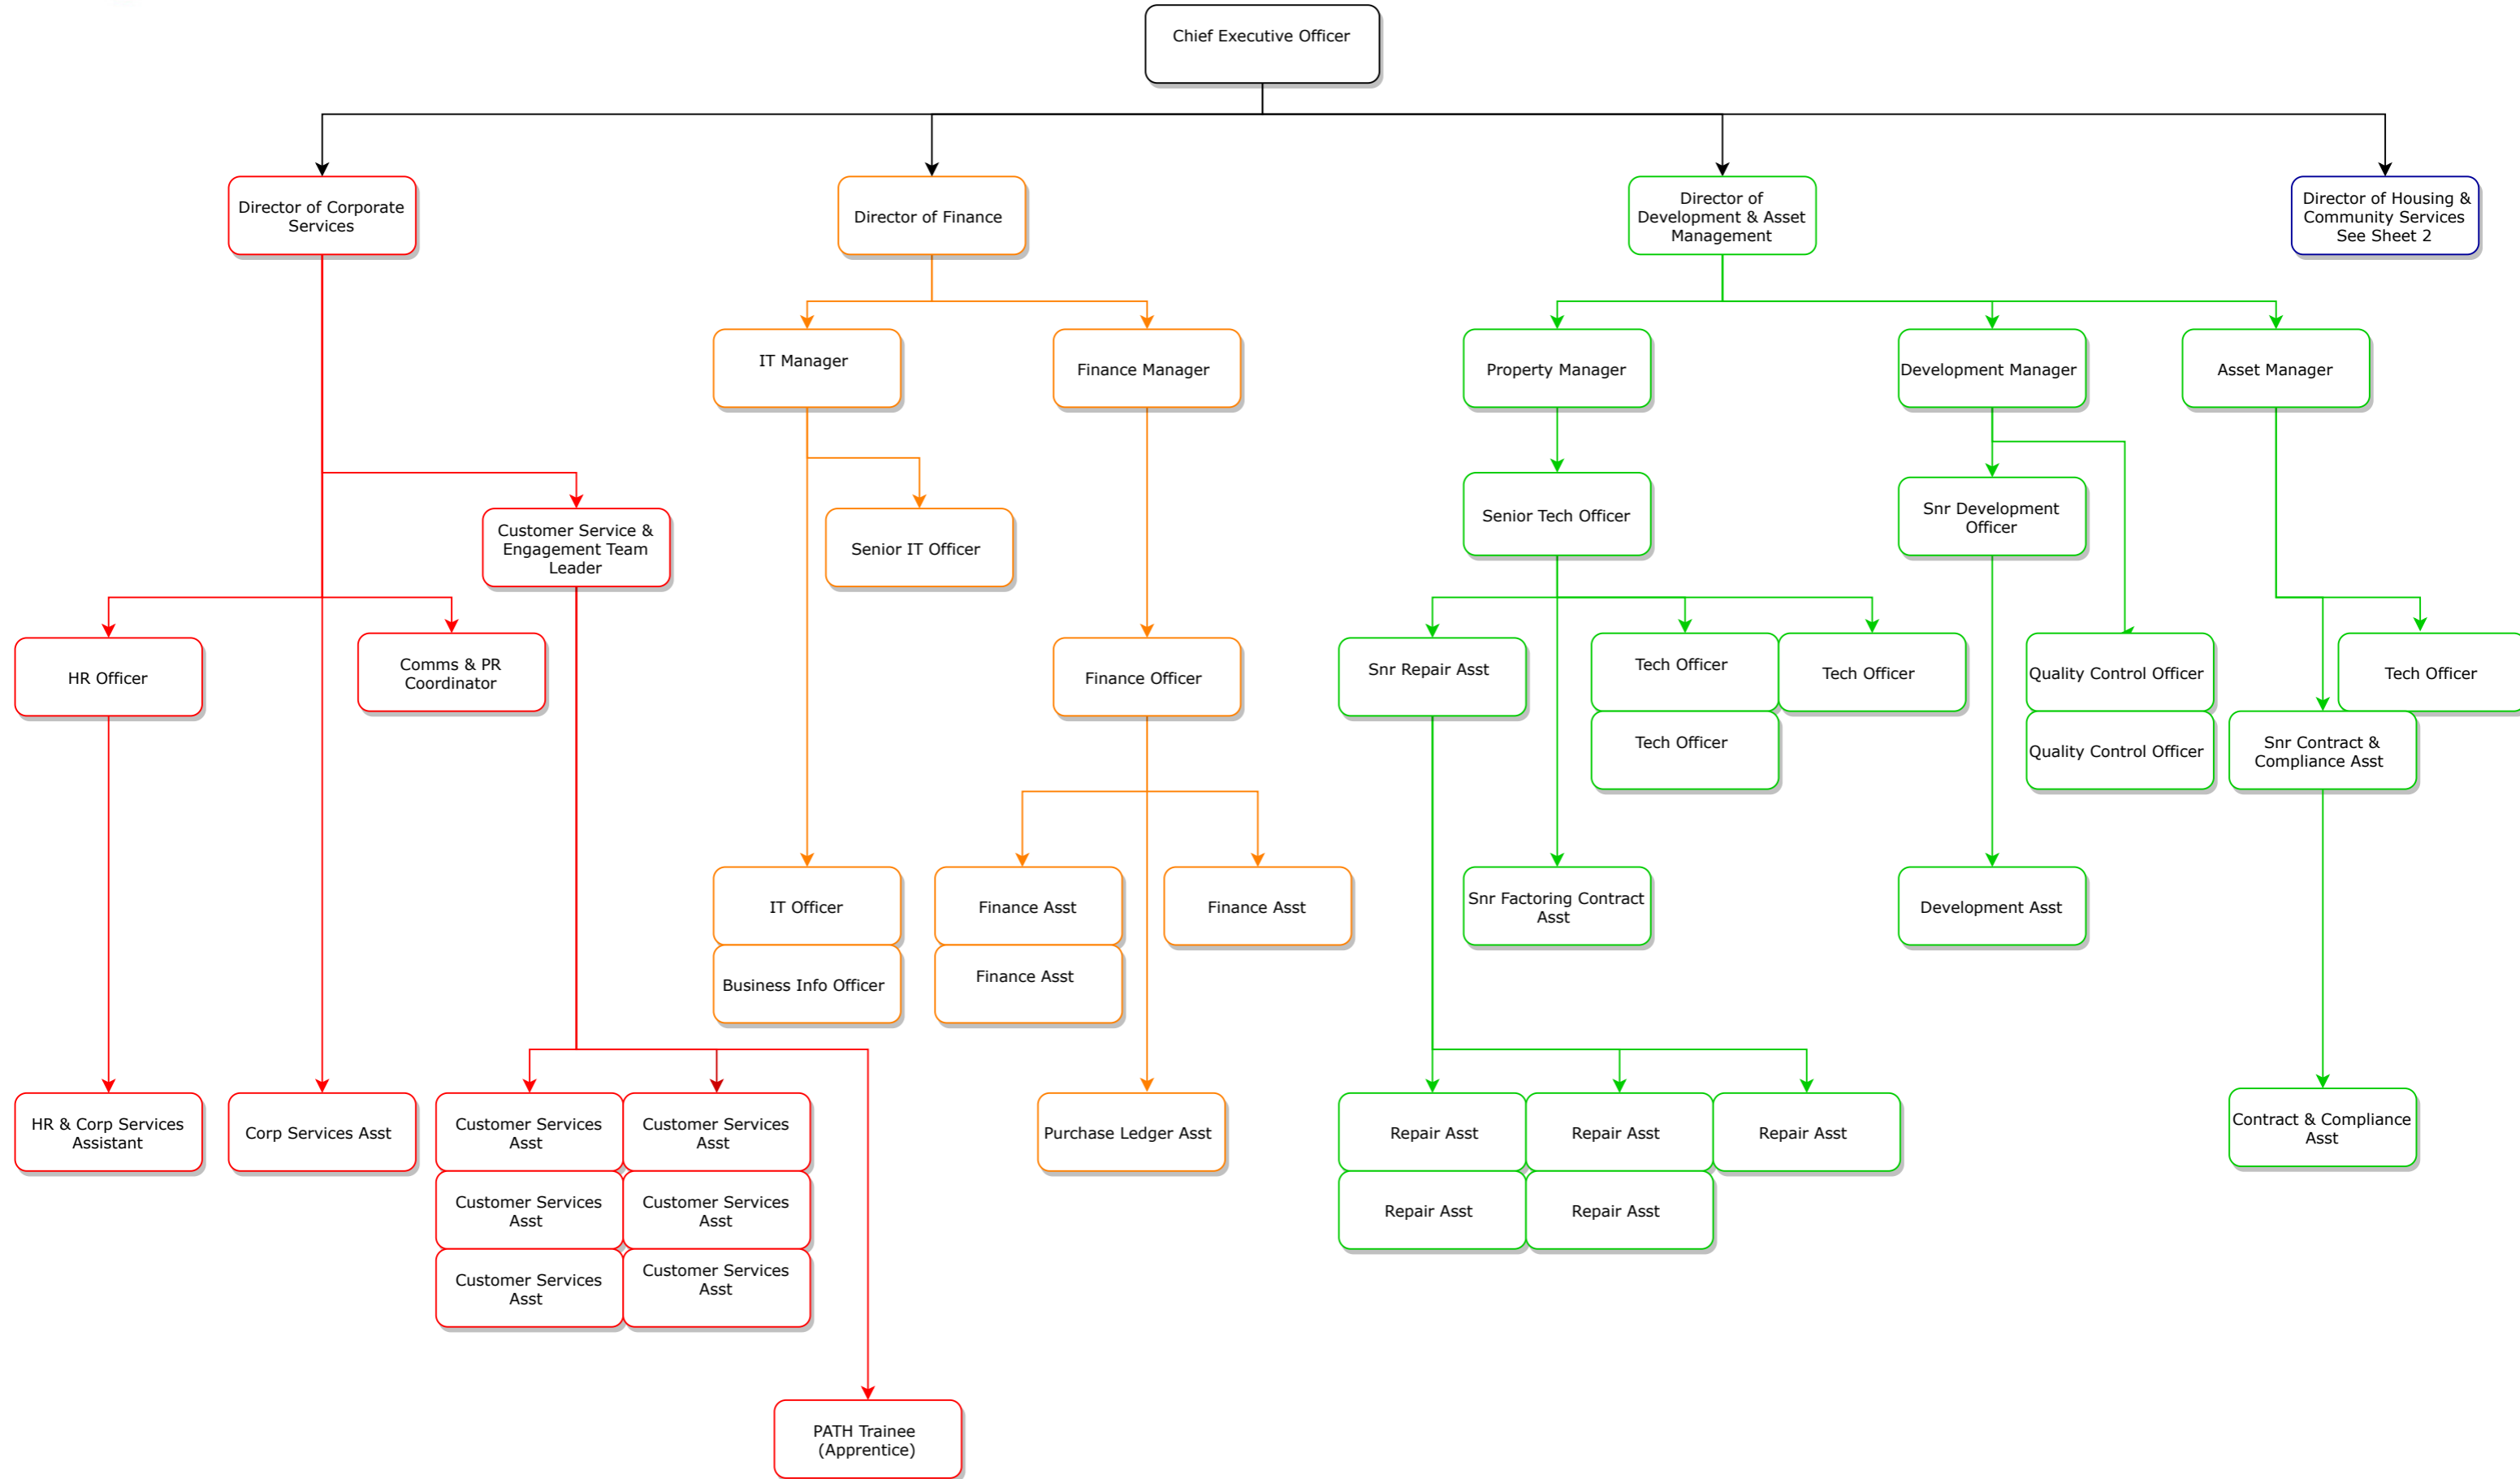 Chief Executive Officer
Director of Corporate
Services
Director of Finance
Director of
Development & Asset
Management
Director of Housing &
Community Services
See Sheet 2
IT Manager
Finance Manager
Property Manager
Development Manager
Asset Manager
Customer Service &
Engagement Team
Leader
Senior IT Officer
Senior Tech Officer
Snr Development
Officer
HR Officer
Comms & PR
Coordinator
Finance Officer
Snr Repair Asst
Tech Officer
Tech Officer
Quality Control Officer
Tech Officer
Tech Officer
Quality Control Officer
Snr Contract &
Compliance Asst
IT Officer
Finance Asst
Finance Asst
Snr Factoring Contract
Asst
Development Asst
Business Info Officer
Finance Asst
HR & Corp Services
Assistant
Corp Services Asst
Customer Services
Asst
Customer Services
Asst
Purchase Ledger Asst
Repair Asst
Repair Asst
Repair Asst
Contract & Compliance
Asst
Customer Services
Asst
Customer Services
Asst
Repair Asst
Repair Asst
Customer Services
Asst
Customer Services
Asst
PATH Trainee
(Apprentice)